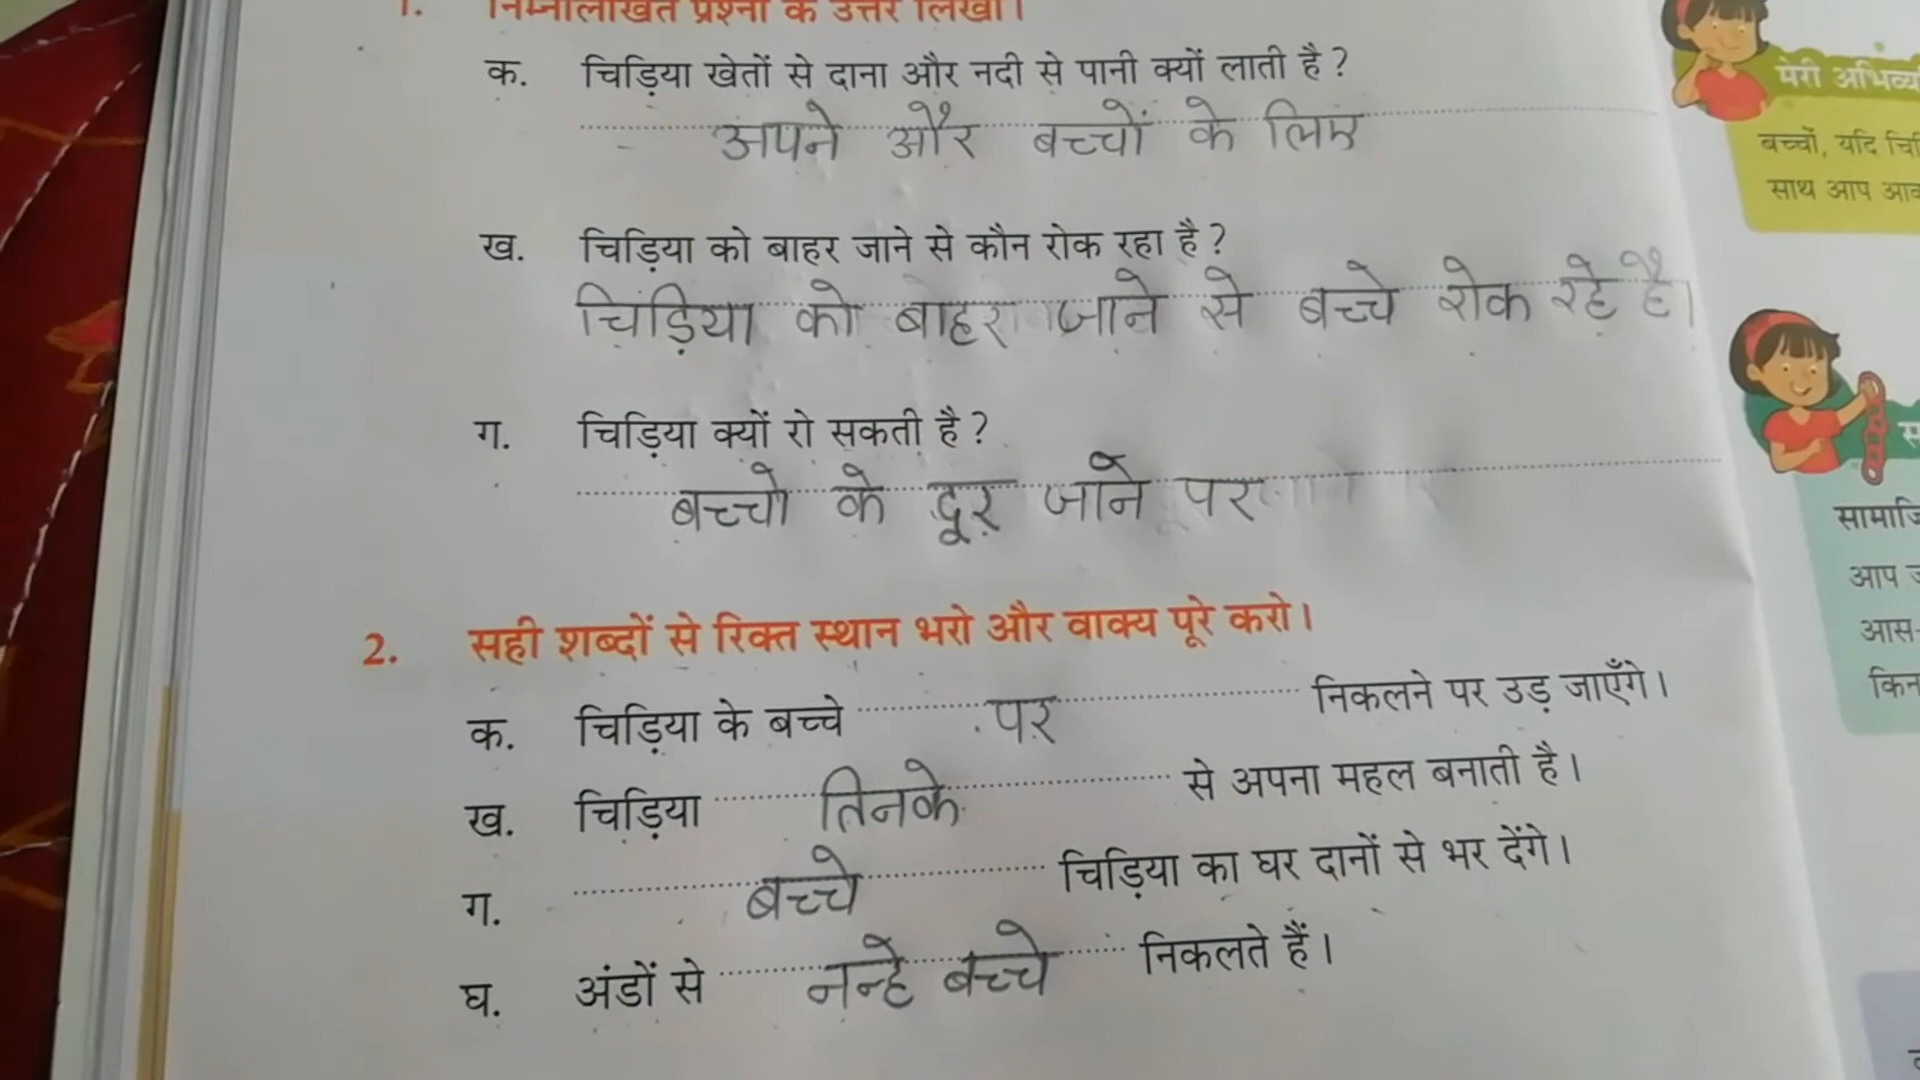 1. निम्नलिखित प्रश्नों के उत्तर लिखो।
क. चिड़िया खेतों से दाना और नदी से पानी क्यों लाती है?
अपने और बच्चों के लिए
ख. चिड़िया को बाहर जाने से कौन रोक रहा है?
चिड़िया को बाहर जाने से बच्चे रोक रहे है।
ग. चिड़िया क्यों रो सकती है?
बच्चो के दूर जाने पर
2. सही शब्दों से रिक्त स्थान भरो और वाक्य पूरे करो।
क. चिड़िया के बच्चे पर निकलने पर उड़ जाएँगे।
ख. चिड़िया तिनके से अपना महल बनाती है।
ग. बच्चे चिड़िया का घर दानों से भर देंगे।
घ. अंडों से नन्हे बच्चे निकलते हैं।
मेरी
बच्चों, यदि
साथ आप
आप